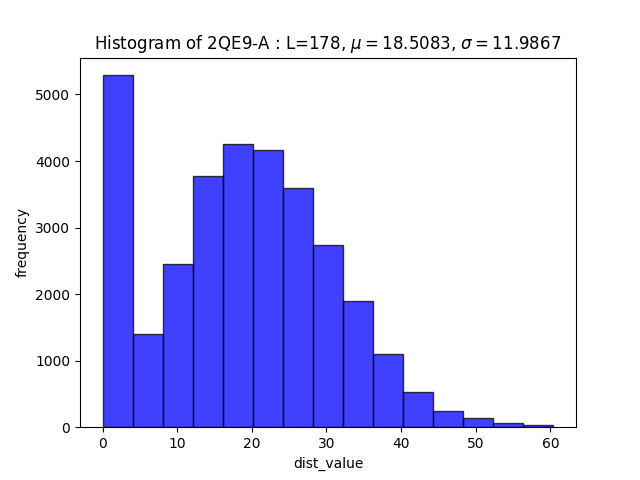 Histogram of 2QE9-A : L=178, μ = 18.5083, σ = 11.9867
frequency
5000
4000
3000
2000
1000
0
0 10 20 30 40 50 60
dist_value